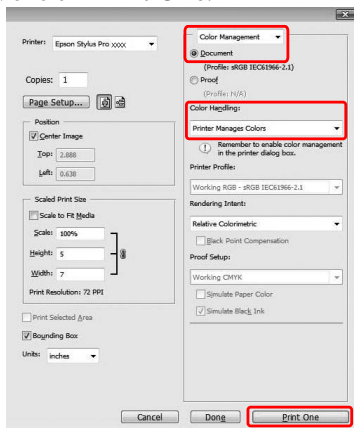 Printer: Epson Stylus Pro xxxx
Copies: 1
Page Setup...
Position
Center Image
Top: 2.888
Left: 0.638
Scaled Print Size
Scale to Fit Media
Scale: 100%
Height: 5
Width: 7
Print Resolution: 72 PPI
Print Selected Area
Bounding Box
Units: inches
Color Management
Document
(Profile: sRGB IEC61966-2.1)
Proof
(Profile: N/A)
Color Handling:
Printer Manages Colors
Remember to enable color management
in the printer dialog box.
Printer Profile:
Working RGB - sRGB IEC61966-2.1
Rendering Intent:
Relative Colorimetric
Black Point Compensation
Proof Setup:
Working CMYK
Simulate Paper Color
Simulate Black Ink
Cancel
Done
Print One